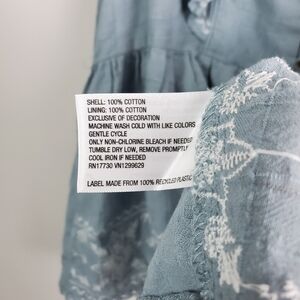 SHELL: 100% COTTON
LINING: 100% COTTON
EXCLUSIVE OF DECORATION
MACHINE WASH COLD WITH LIKE COLORS
GENTLE CYCLE
ONLY NON-CHLORINE BLEACH IF NEEDED
TUMBLE DRY LOW, REMOVE PROMPTLY
COOL IRON IF NEEDED
RN17730 VN1299629
LABEL MADE FROM 100% RECYCLED PLASTIC